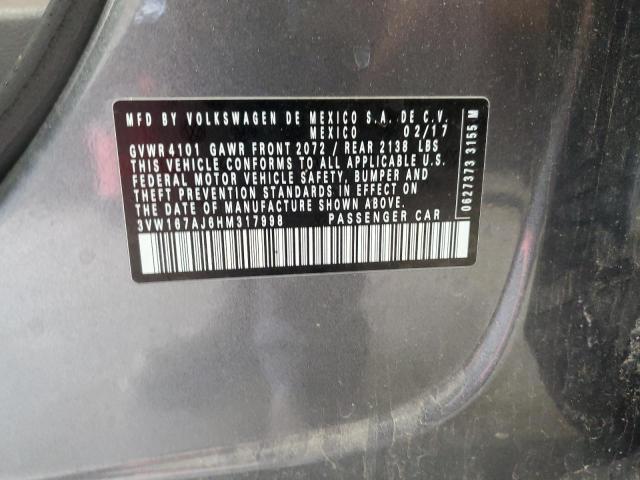 MFD BY VOLKSWAGEN DE MEXICO S.A. DE C.V.
MEXICO 02/17
GVWR 4101 GAWR FRONT 2072 / REAR 2138 LBS
THIS VEHICLE CONFORMS TO ALL APPLICABLE U.S.
FEDERAL MOTOR VEHICLE SAFETY, BUMPER AND
THEFT PREVENTION STANDARDS IN EFFECT ON
THE DATE OF MANUFACTURE SHOWN ABOVE.
3VW167AJ6HM317998 PASSENGER CAR
0627373 3155 M